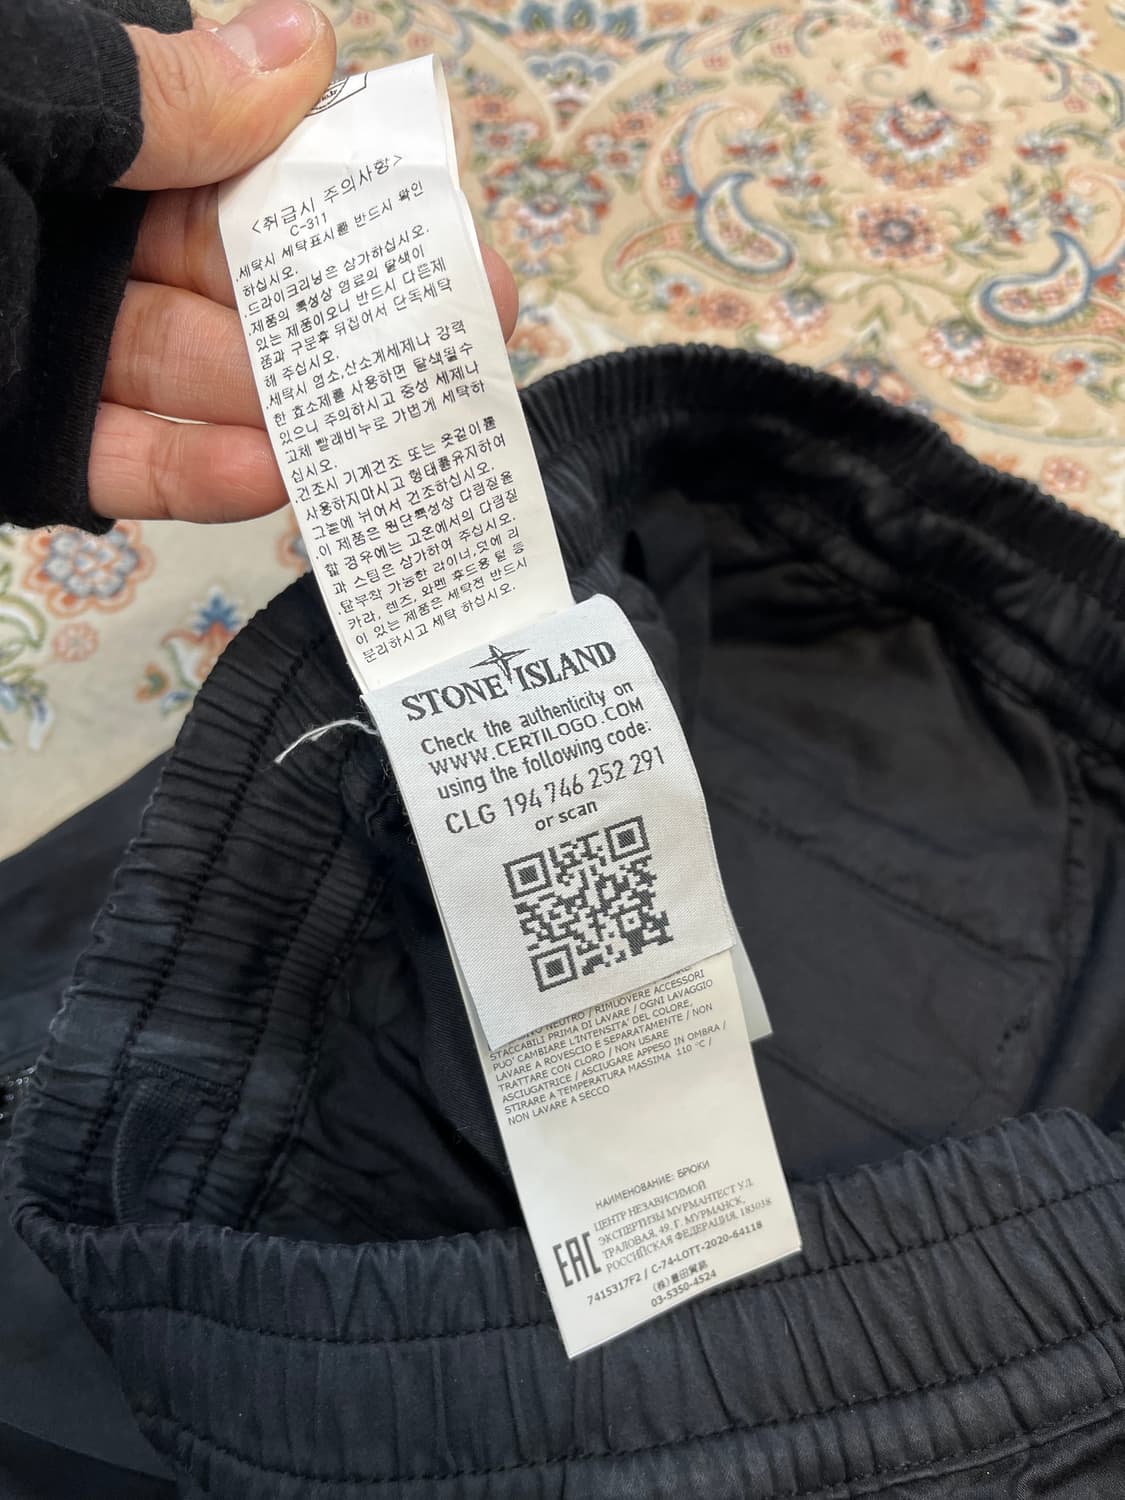 <취급시 주의사항>
C-311
.세탁시 세탁표시를 반드시 확인
하십시오.
.드라이크리닝은 삼가하십시오.
.제품의 특성상 염료의 탈색이
있는 제품이오니 반드시 다른제
품과 구분후 뒤집어서 단독세탁
해 주십시오.
.세탁시 염소,산소계세제나 강력
한 효소제를 사용하면 탈색될수
있으니 주의하시고 중성 세제나
고체 빨래비누로 가볍게 세탁하
십시오.
.건조시 기계건조 또는 옷걸이를
사용하지마시고 형태를유지하여
그늘에 뉘어서 건조하십시오.
.이 제품은 원단특성상 다림질을
할 경우에는 고온에서의 다림질
과 스팀은 삼가하여 주십시오.
.탈부착 가능한 라이너,덧에 리
카라, 렌즈, 와펜 후드용 털 등
이 있는 제품은 세탁전 반드시
분리하시고 세탁 하십시오.
STONE ISLAND
Check the authenticity on
WWW.CERTILOGO.COM
using the following code:
CLG 194 746 252 291
or scan
NEUTRO / RIMUOVERE ACCESSORI
STACCABILI PRIMA DI LAVARE / OGNI LAVAGGIO
PUO' CAMBIARE L'INTENSITA' DEL COLORE,
LAVARE A ROVESCIO E SEPARATAMENTE / NON
TRATTARE CON CLORO / NON USARE
ASCIUGATRICE / ASCIUGARE APPESO IN OMBRA /
STIRARE A TEMPERATURA MASSIMA 110 °C /
NON LAVARE A SECCO
НАИМЕНОВАНИЕ: БРЮКИ
ЦЕНТР НЕЗАВИСИМОЙ
ЭКСПЕРТИЗЫ МУРМАНТЕСТ УЛ.
ТРАЛОВАЯ, 49, Г. МУРМАНСК,
РОССИЙСКАЯ ФЕДЕРАЦИЯ, 183038
EAC
7415317F2 / C-74-LOTT-2020-64118
(株)豊田貿易
03-5350-4524